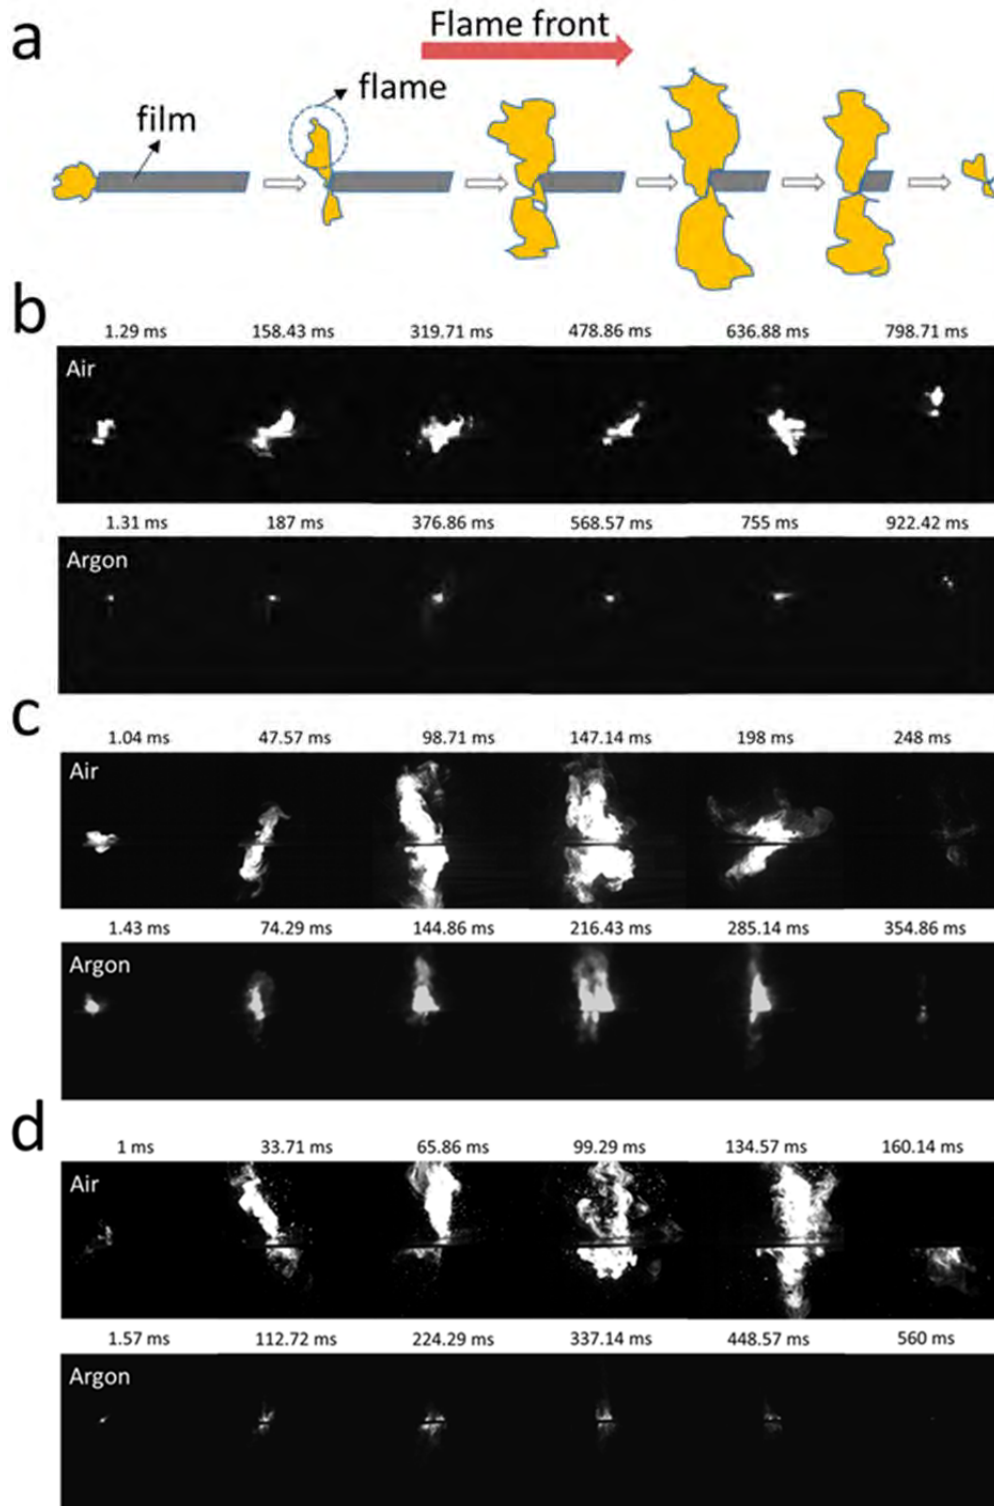 a
Flame front
flame
film
b
1.29 ms 158.43 ms 319.71 ms 478.86 ms 636.88 ms 798.71 ms
Air
1.31 ms 187 ms 376.86 ms 568.57 ms 755 ms 922.42 ms
Argon
c
1.04 ms 47.57 ms 98.71 ms 147.14 ms 198 ms 248 ms
Air
1.43 ms 74.29 ms 144.86 ms 216.43 ms 285.14 ms 354.86 ms
Argon
d
1 ms 33.71 ms 65.86 ms 99.29 ms 134.57 ms 160.14 ms
Air
1.57 ms 112.72 ms 224.29 ms 337.14 ms 448.57 ms 560 ms
Argon